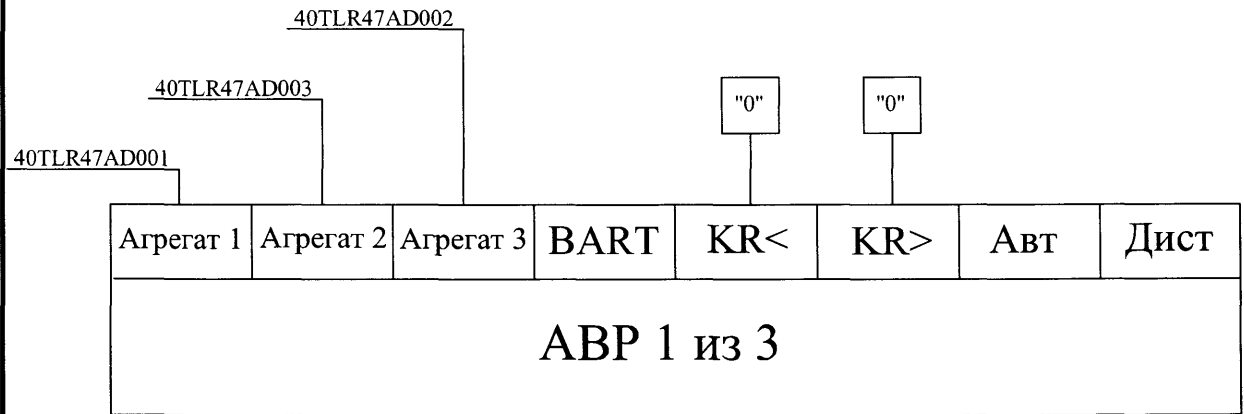 40TLR47AD002
40TLR47AD003
"0" "0"
40TLR47AD001
Агрегат 1 Агрегат 2 Агрегат 3 BART KR< KR> Авт Дист
АВР 1 из 3